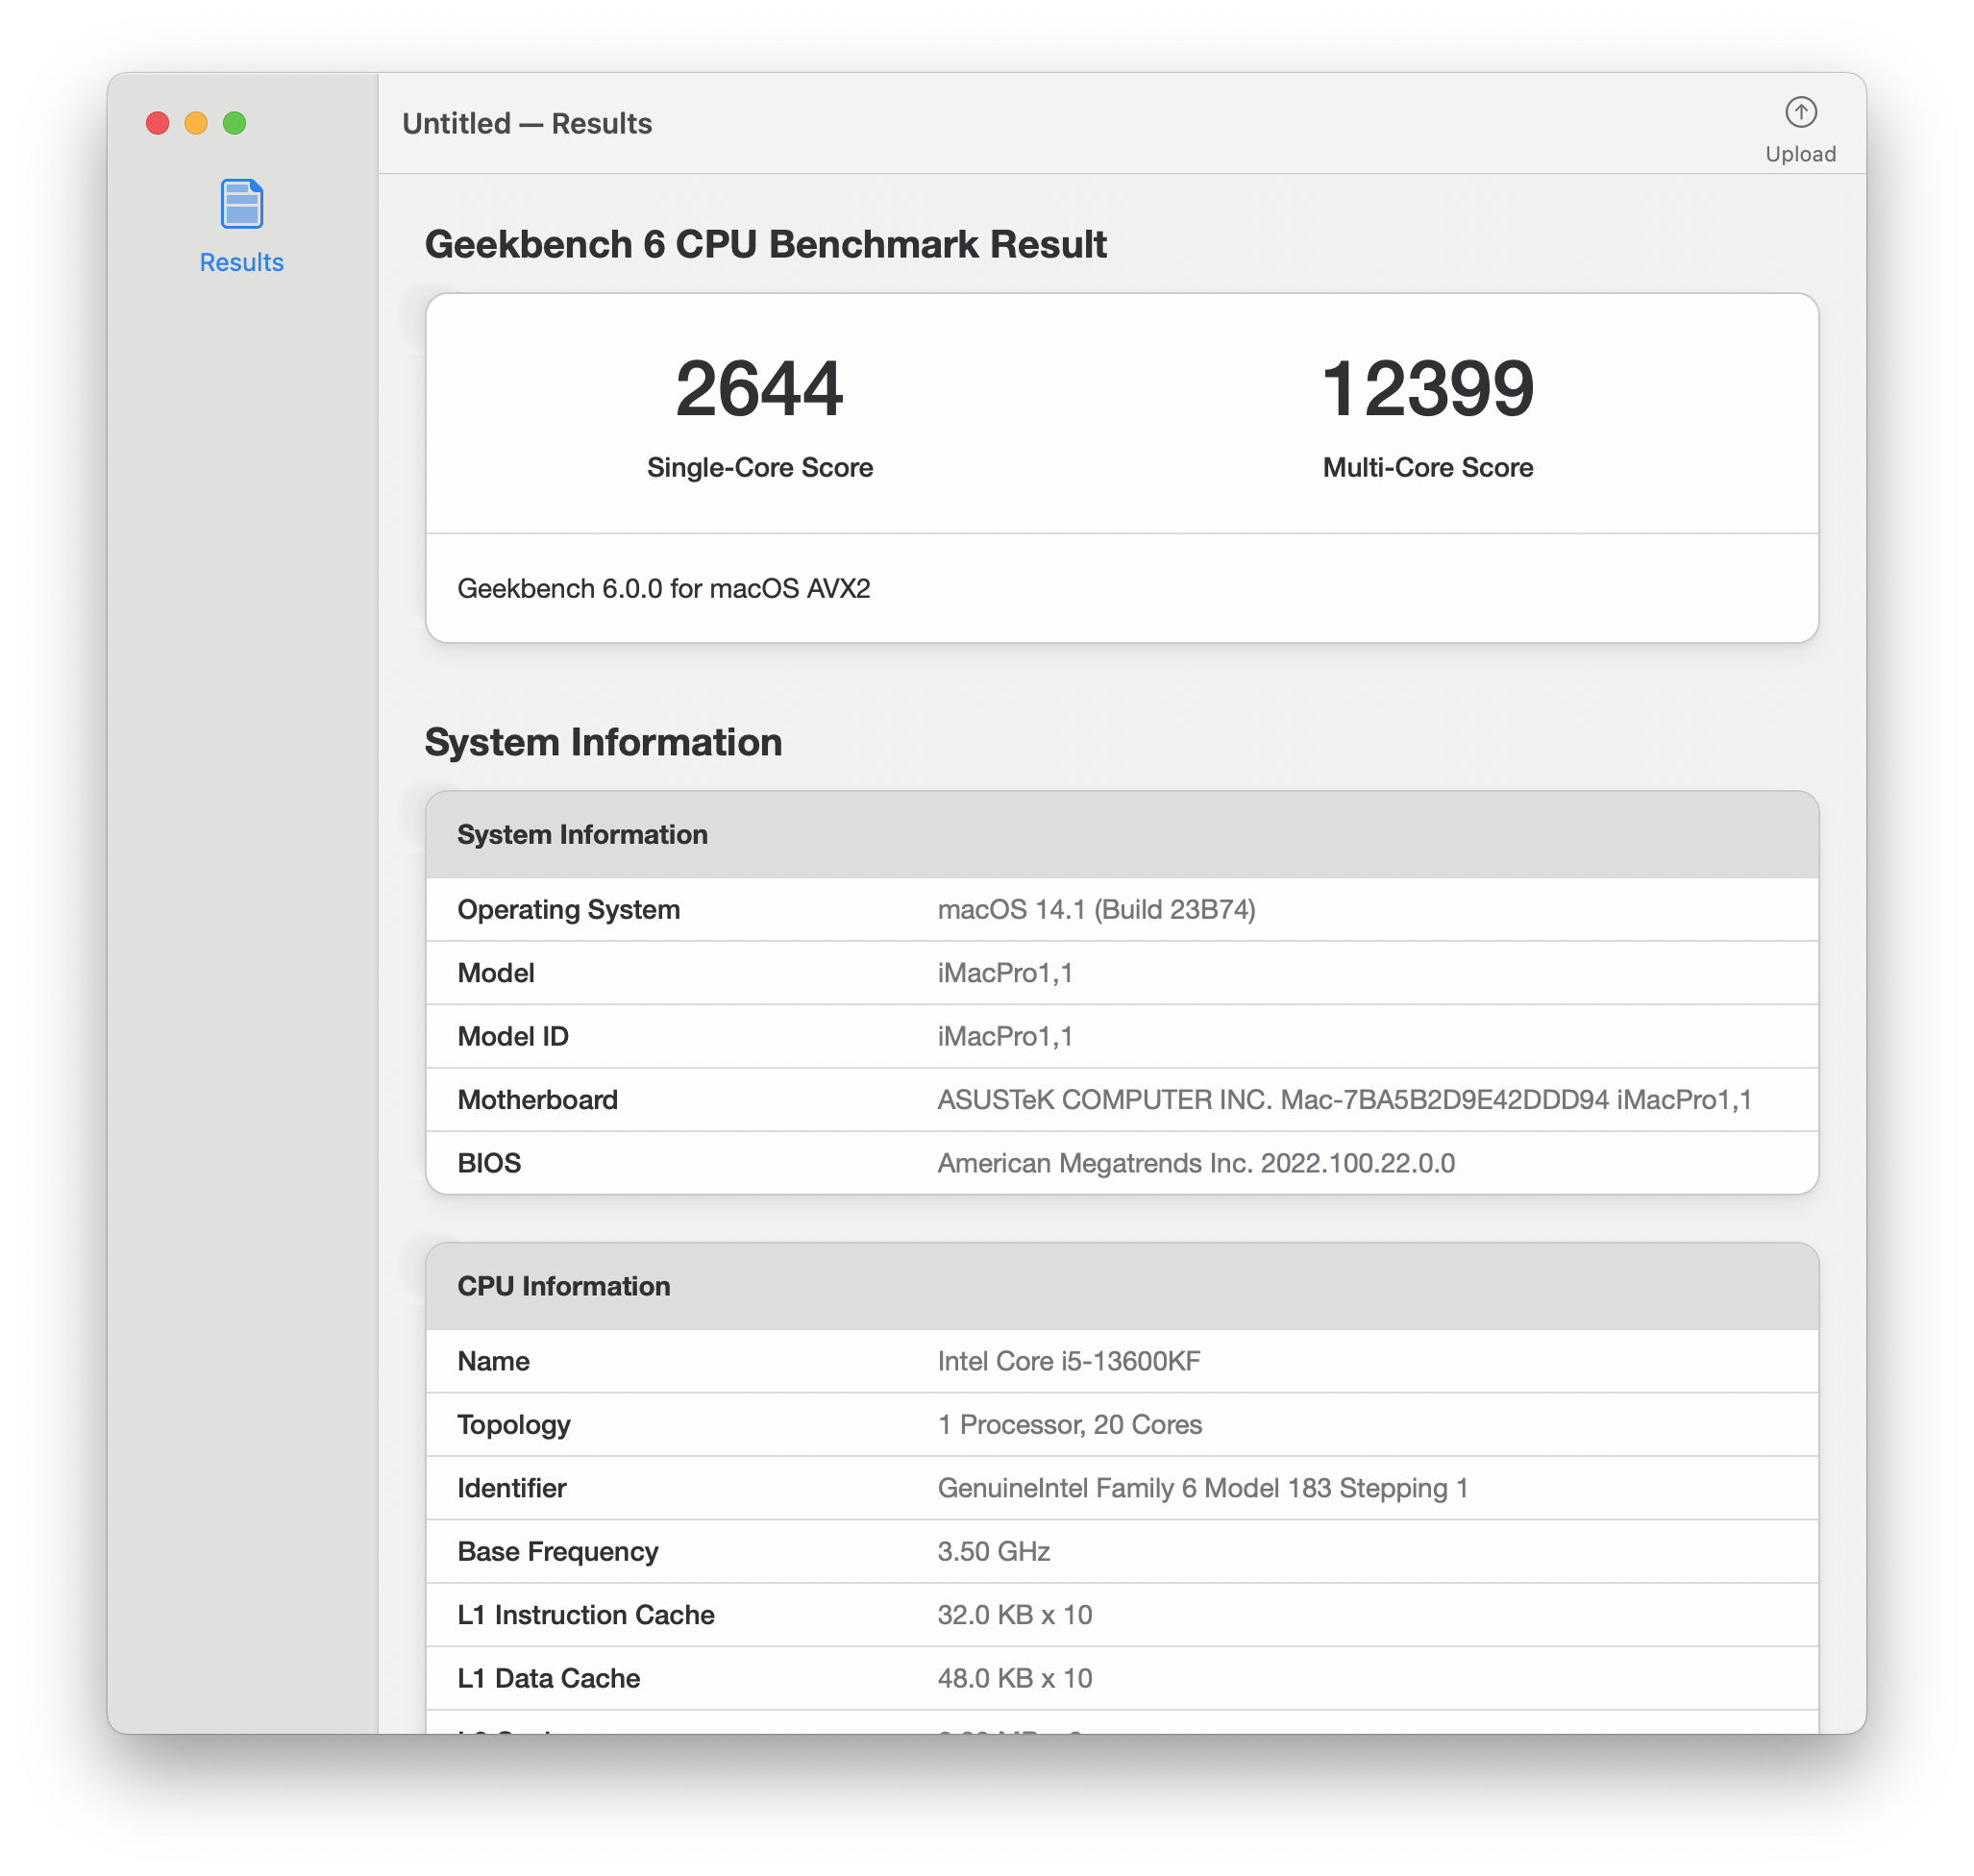 Untitled — Results
Upload
Results
Geekbench 6 CPU Benchmark Result
2644 12399
Single-Core Score Multi-Core Score
Geekbench 6.0.0 for macOS AVX2
System Information
System Information
Operating System macOS 14.1 (Build 23B74)
Model iMacPro1,1
Model ID iMacPro1,1
Motherboard ASUSTeK COMPUTER INC. Mac-7BA5B2D9E42DDD94 iMacPro1,1
BIOS American Megatrends Inc. 2022.100.22.0.0
CPU Information
Name Intel Core i5-13600KF
Topology 1 Processor, 20 Cores
Identifier GenuineIntel Family 6 Model 183 Stepping 1
Base Frequency 3.50 GHz
L1 Instruction Cache 32.0 KB x 10
L1 Data Cache 48.0 KB x 10